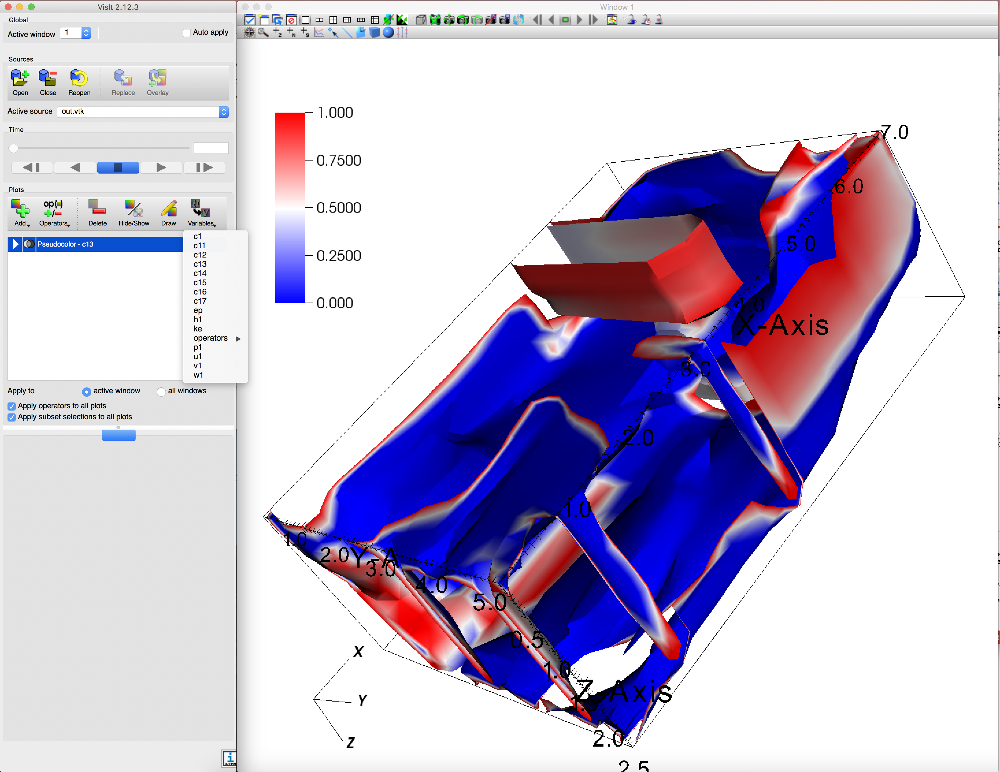 VisIt 2.12.3
Global
Active window 1 Auto apply
Sources
Open Close Reopen Replace Overlay
Active source out.vtk
Time
Plots
op( )
Add Operators Delete Hide/Show Draw Variables
Pseudocolor - c13
c1
c11
c12
c13
c14
c15
c16
c17
ep
h1
ke
operators
p1
u1
v1
w1
Apply to active window all windows
Apply operators to all plots
Apply subset selections to all plots
i
OUTPUT
Window 1
Z N S
1.000
0.7500
0.5000
0.2500
0.000
7.0
6.0
5.0
4.0
X-Axis
3.0
2.0
1.0
1.0
2.0 Y-A
3.0
4.0
5.0
0.5
1.0
Z-Axis
2.0
2.5
X
Y
Z